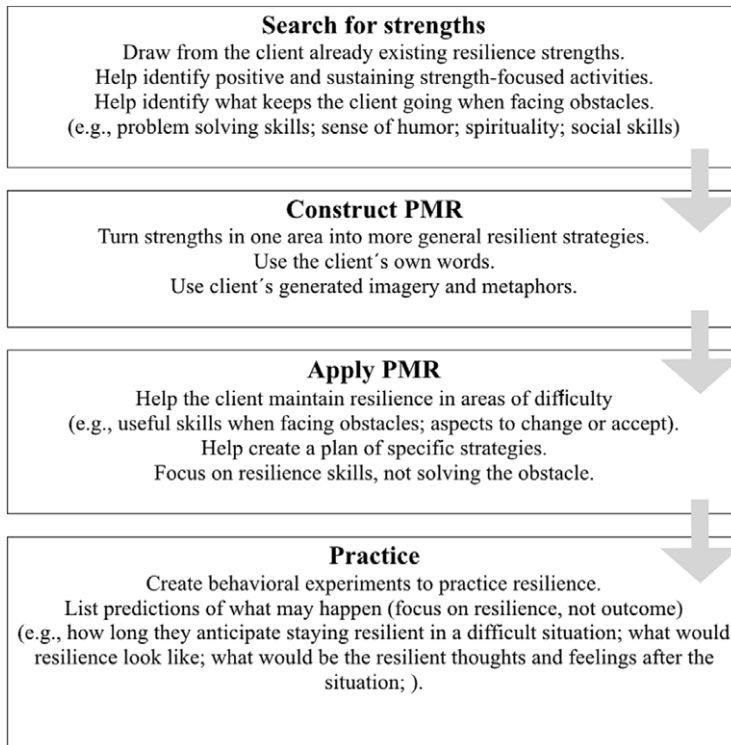 Search for strengths
Draw from the client already existing resilience strengths.
Help identify positive and sustaining strength-focused activities.
Help identify what keeps the client going when facing obstacles.
(e.g., problem solving skills; sense of humor; spirituality; social skills)
Construct PMR
Turn strengths in one area into more general resilient strategies.
Use the client´s own words.
Use client´s generated imagery and metaphors.
Apply PMR
Help the client maintain resilience in areas of difficulty
(e.g., useful skills when facing obstacles; aspects to change or accept).
Help create a plan of specific strategies.
Focus on resilience skills, not solving the obstacle.
Practice
Create behavioral experiments to practice resilience.
List predictions of what may happen (focus on resilience, not outcome)
(e.g., how long they anticipate staying resilient in a difficult situation; what would
resilience look like; what would be the resilient thoughts and feelings after the
situation; ).